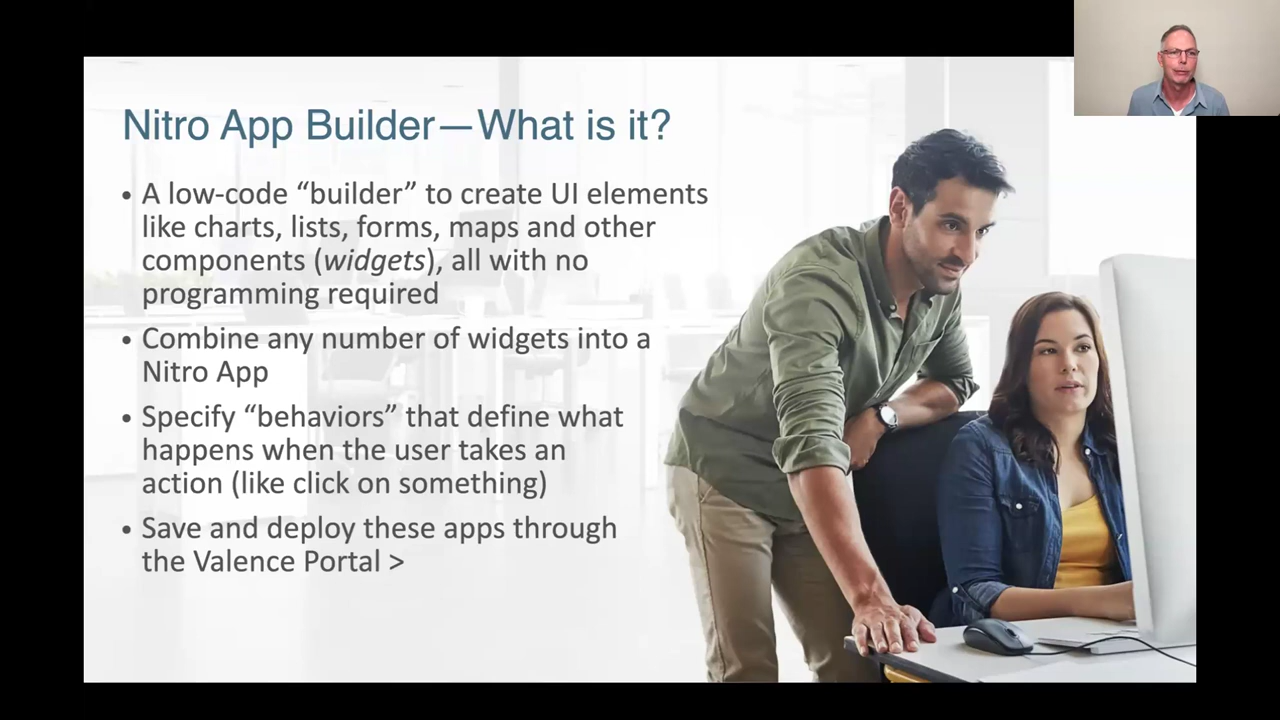 Nitro App Builder—What is it?
• A low-code “builder” to create UI elements
like charts, lists, forms, maps and other
components (widgets), all with no
programming required
• Combine any number of widgets into a
Nitro App
• Specify “behaviors” that define what
happens when the user takes an
action (like click on something)
• Save and deploy these apps through
the Valence Portal >